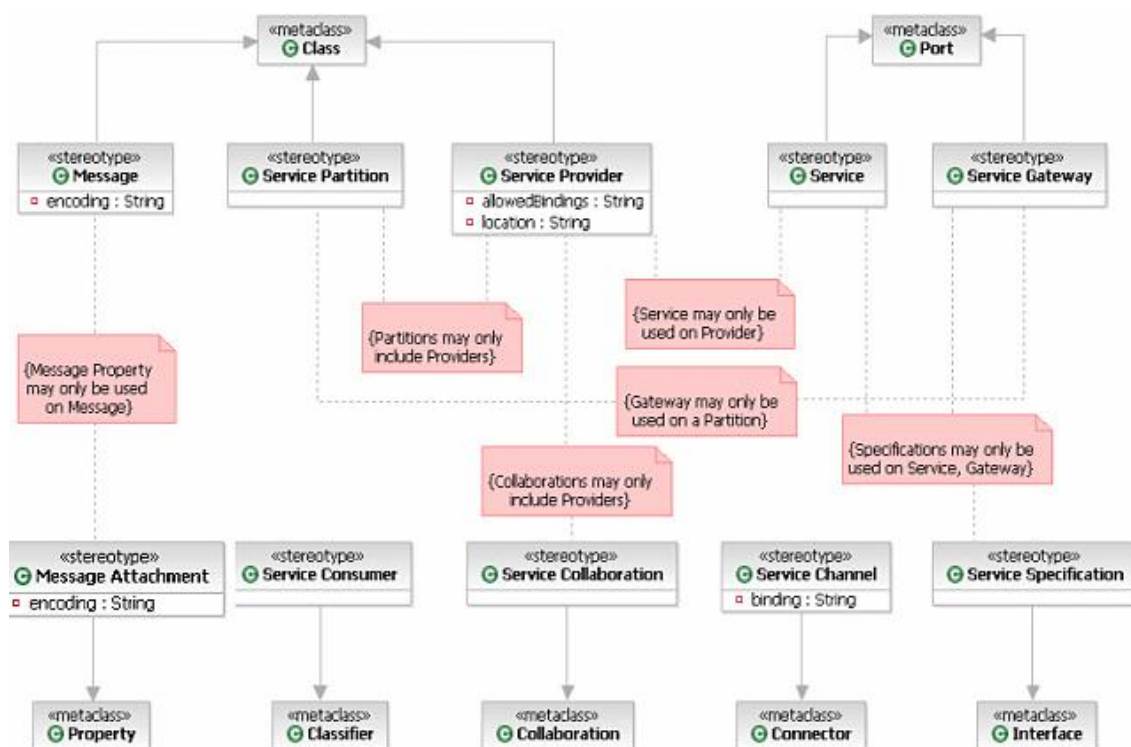 «metaclass»
Class
«metaclass»
Port
«stereotype»
Message
encoding : String
«stereotype»
Service Partition
«stereotype»
Service Provider
allowedBindings : String
location : String
«stereotype»
Service
«stereotype»
Service Gateway
{Partitions may only
include Providers}
{Service may only be
used on Provider}
{Message Property
may only be used
on Message}
{Gateway may only be
used on a Partition}
{Specifications may only be
used on Service, Gateway}
{Collaborations may only
include Providers}
«stereotype»
Message Attachment
encoding : String
«stereotype»
Service Consumer
«stereotype»
Service Collaboration
«stereotype»
Service Channel
binding : String
«stereotype»
Service Specification
«metaclass»
Property
«metaclass»
Classifier
«metaclass»
Collaboration
«metaclass»
Connector
«metaclass»
Interface